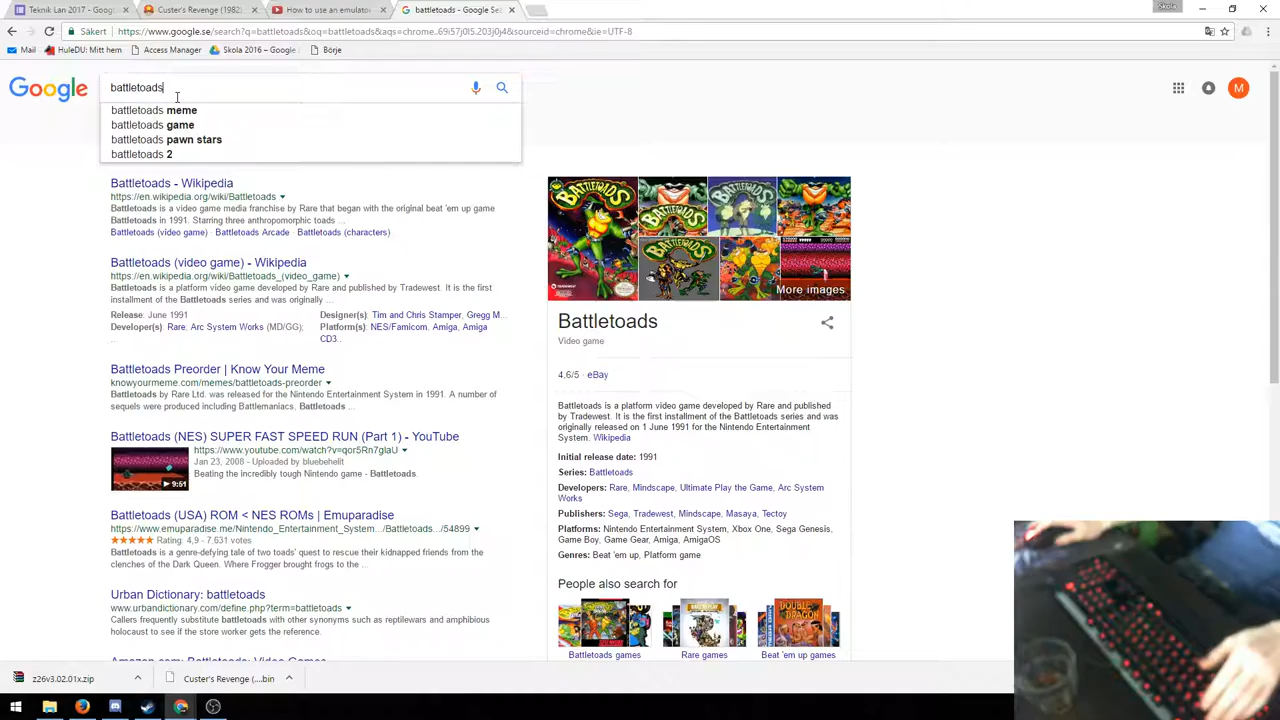 Teknik Lan 2017 - Googl
Custer's Revenge (1982)
How to use an emulator
battletoads - Google Se
Skola
Säkert
https://www.google.se/search?q=battletoads&oq=battletoads&aqs=chrome..69i57j0l5.203j0j4&sourceid=chrome&ie=UTF-8
Mail
HuleDU: Mitt hem
Access Manager
Skola 2016 – Google
Börje
Google
battletoads
M
battletoads meme
battletoads game
battletoads pawn stars
battletoads 2
Battletoads - Wikipedia
https://en.wikipedia.org/wiki/Battletoads
Battletoads is a video game media franchise by Rare that began with the original beat 'em up game
Battletoads in 1991. Starring three anthropomorphic toads ...
Battletoads (video game) · Battletoads Arcade · Battletoads (characters)
Battletoads (video game) - Wikipedia
https://en.wikipedia.org/wiki/Battletoads_(video_game)
Battletoads is a platform video game developed by Rare and published by Tradewest. It is the first
installment of the Battletoads series and was originally ...
Release: June 1991
Designer(s): Tim and Chris Stamper, Gregg M...
Developer(s): Rare, Arc System Works (MD/GG);
Platform(s): NES/Famicom, Amiga, Amiga
CD3..
...
Battletoads Preorder | Know Your Meme
knowyourmeme.com/memes/battletoads-preorder
Battletoads by Rare Ltd. was released for the Nintendo Entertainment System in 1991. A number of
sequels were produced including Battlemaniacs, Battletoads ...
Battletoads (NES) SUPER FAST SPEED RUN (Part 1) - YouTube
https://www.youtube.com/watch?v=qor5Rn7glaU
Jan 23, 2008 - Uploaded by bluebehelit
Beating the incredibly tough Nintendo game - Battletoads.
9:51
Battletoads (USA) ROM < NES ROMs | Emuparadise
https://www.emuparadise.me/Nintendo_Entertainment_System.../Battletoads.../54899
Rating: 4,9 - 7.631 votes
Battletoads is a genre-defying tale of two toads' quest to rescue their kidnapped friends from the
clenches of the Dark Queen. Where Frogger brought frogs to the ...
Urban Dictionary: battletoads
www.urbandictionary.com/define.php?term=battletoads
Callers frequently substitute battletoads with other synonyms such as reptilewars and amphibious
holocaust to see if the store worker gets the reference.
Amazon.com: Battletoads: Video Games
More images
Battletoads
Video game
4.6/5 · eBay
Battletoads is a platform video game developed by Rare and published
by Tradewest. It is the first installment of the Battletoads series and was
originally released on 1 June 1991 for the Nintendo Entertainment
System. Wikipedia
Initial release date: 1991
Series: Battletoads
Developers: Rare, Mindscape, Ultimate Play the Game, Arc System
Works
Publishers: Sega, Tradewest, Mindscape, Masaya, Tectoy
Platforms: Nintendo Entertainment System, Xbox One, Sega Genesis,
Game Boy, Game Gear, Amiga, AmigaOS
Genres: Beat 'em up, Platform game
People also search for
Battletoads games
Rare games
Beat 'em up games
z26v3.02.01x.zip
Custer's Revenge (....bin